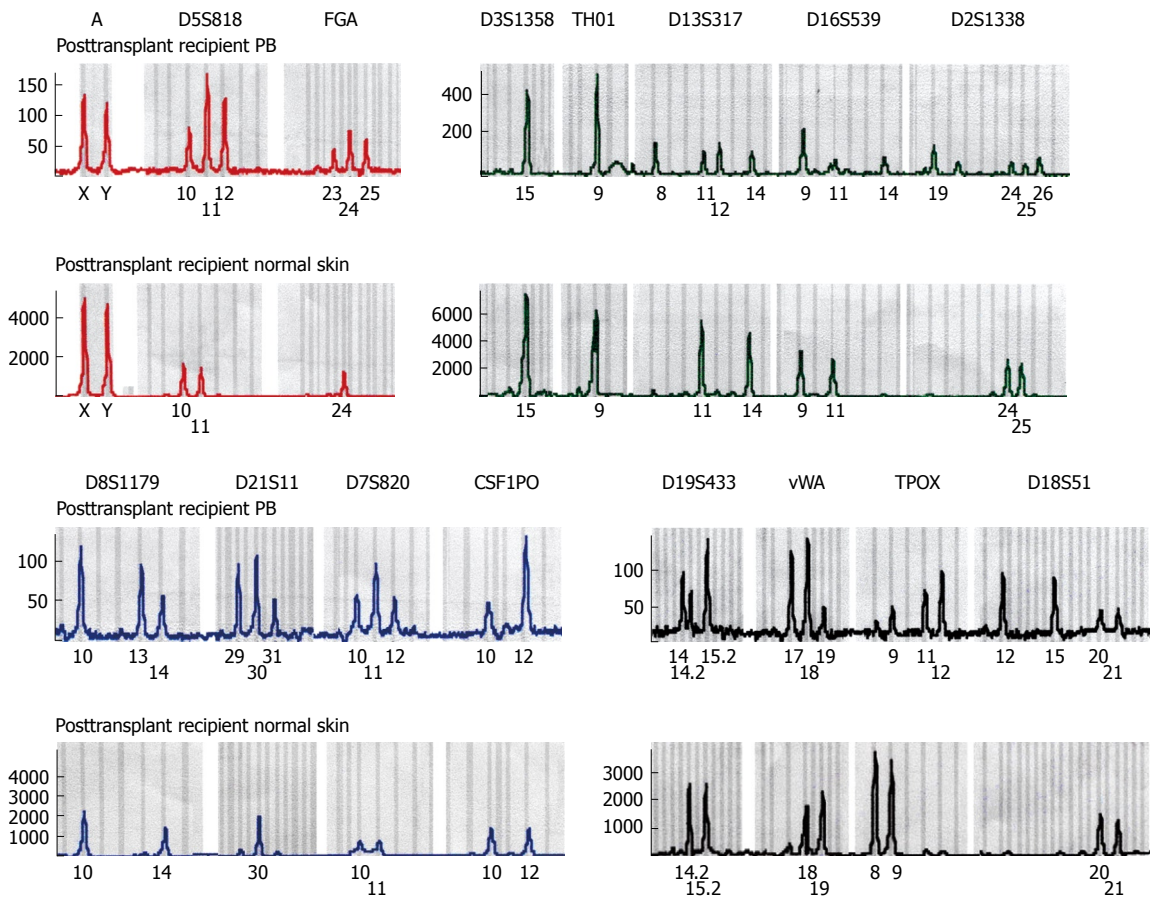 A D5S818 FGA D3S1358 TH01 D13S317 D16S539 D2S1338
Posttransplant recipient PB
150
100
50
X Y 10 12 23 25
11 24
400
200
15 9 8 11 14 9 11 14 19 24 26
12 25
Posttransplant recipient normal skin
4000
2000
X Y 10 24
11
6000
4000
2000
15 9 11 14 9 11 24
25
D8S1179 D21S11 D7S820 CSF1PO D19S433 vWA TPOX D18S51
Posttransplant recipient PB
100
50
10 13 29 31 10 12 10 12
14 30 11
100
50
14 15.2 17 19 9 11 12 15 20
14.2 18 12 21
Posttransplant recipient normal skin
4000
3000
2000
1000
10 14 30 10 10 12
11
3000
2000
1000
14.2 18 8 9 20
15.2 19 21